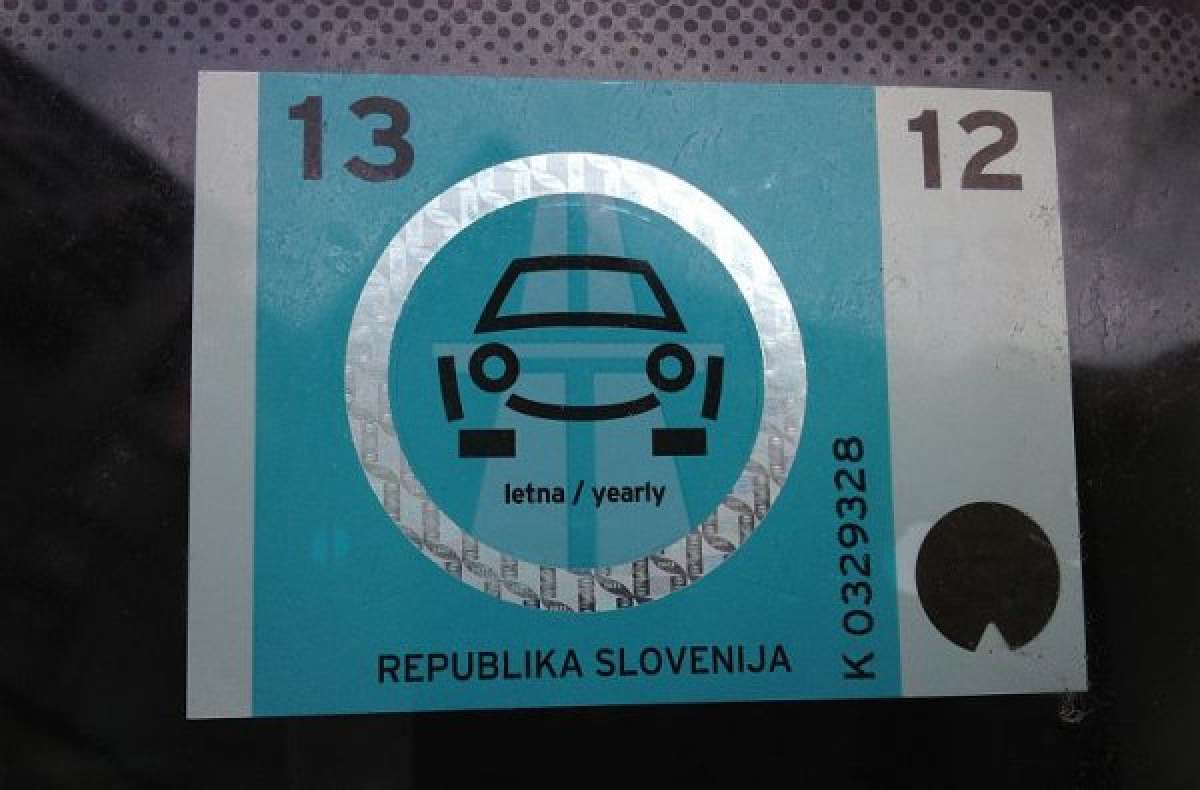 13
12
letna / yearly
K 0329328
REPUBLIKA SLOVENIJA